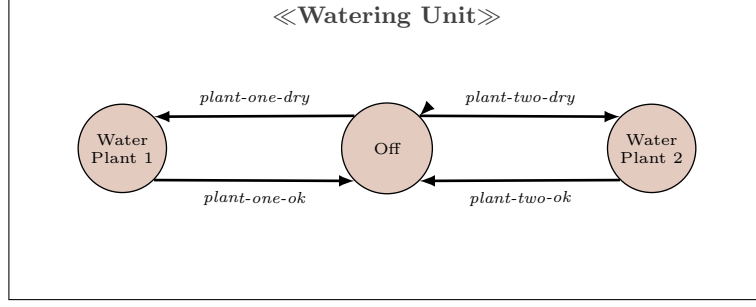 ≪Watering Unit≫
plant-one-dry
plant-two-dry
Water
Plant 1
Off
Water
Plant 2
plant-one-ok
plant-two-ok